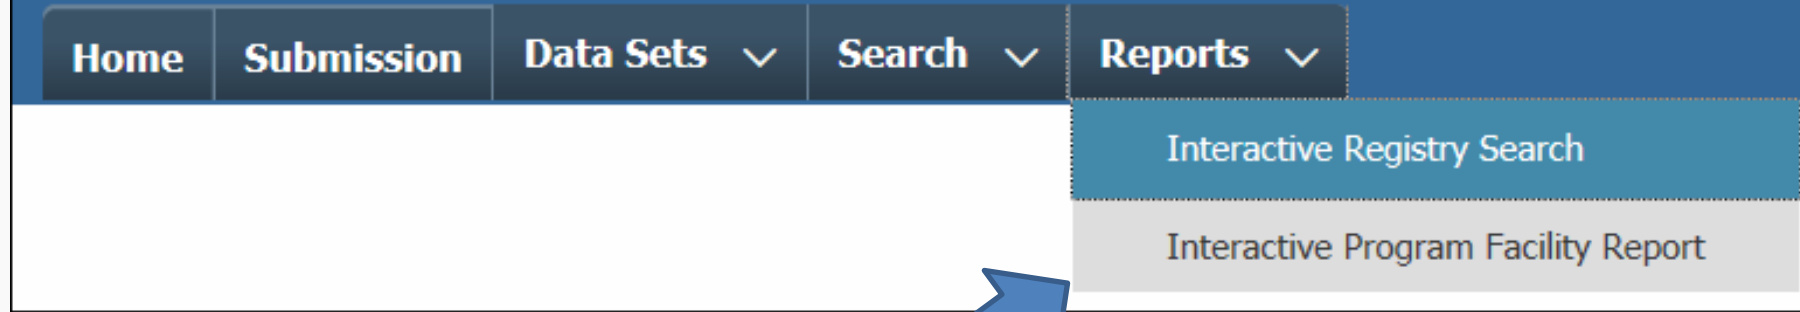 Home Submission Data Sets Search Reports
Interactive Registry Search
Interactive Program Facility Report